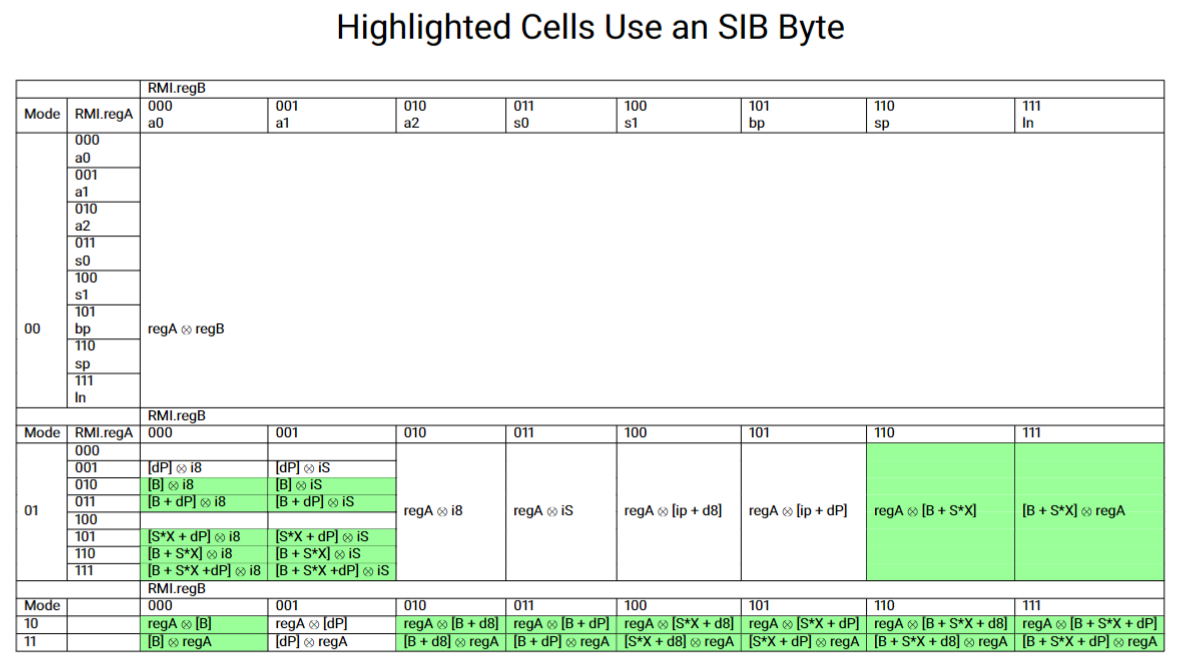 Highlighted Cells Use an SIB Byte
RMI.regB
Mode RMI.regA 000 001 010 011 100 101 110 111
a0 a1 a2 s0 s1 bp sp ln
000
a0
001
a1
010
a2
011
s0
100
s1
101
00 bp regA ⊗ regB
110
sp
111
ln
RMI.regB
Mode RMI.regA 000 001 010 011 100 101 110 111
000
001 [dP] ⊗ i8 [dP] ⊗ iS
010 [B] ⊗ i8 [B] ⊗ iS
011 [B + dP] ⊗ i8 [B + dP] ⊗ iS
01 100 regA ⊗ i8 regA ⊗ iS regA ⊗ [ip + d8] regA ⊗ [ip + dP] regA ⊗ [B + S*X] [B + S*X] ⊗ regA
101 [S*X + dP] ⊗ i8 [S*X + dP] ⊗ iS
110 [B + S*X] ⊗ i8 [B + S*X] ⊗ iS
111 [B + S*X +dP] ⊗ i8 [B + S*X +dP] ⊗ iS
RMI.regB
Mode 000 001 010 011 100 101 110 111
10 regA ⊗ [B] regA ⊗ [dP] regA ⊗ [B + d8] regA ⊗ [B + dP] regA ⊗ [S*X + d8] regA ⊗ [S*X + dP] regA ⊗ [B + S*X + d8] regA ⊗ [B + S*X + dP]
11 [B] ⊗ regA [dP] ⊗ regA [B + d8] ⊗ regA [B + dP] ⊗ regA [S*X + d8] ⊗ regA [S*X + dP] ⊗ regA [B + S*X + d8] ⊗ regA [B + S*X + dP] ⊗ regA